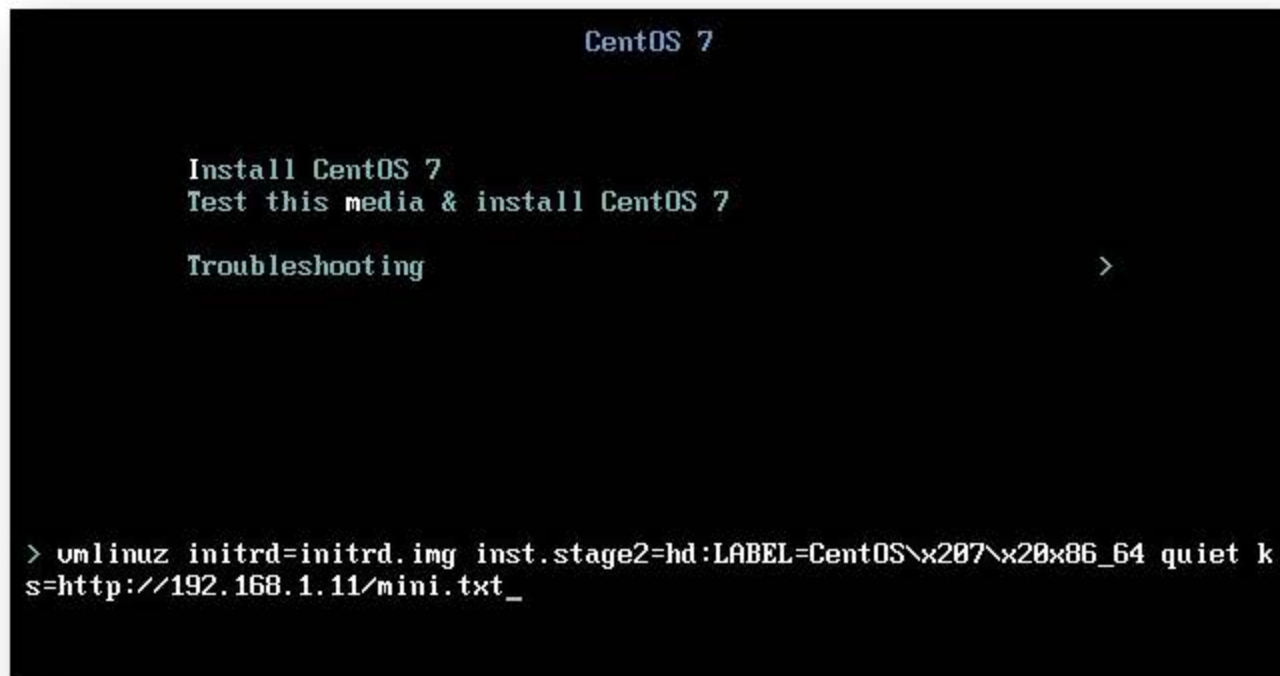 CentOS 7
Install CentOS 7
Test this media & install CentOS 7
Troubleshooting >
> vmlinuz initrd=initrd.img inst.stage2=hd:LABEL=CentOS\x207\x20x86_64 quiet k
s=http://192.168.1.11/mini.txt_